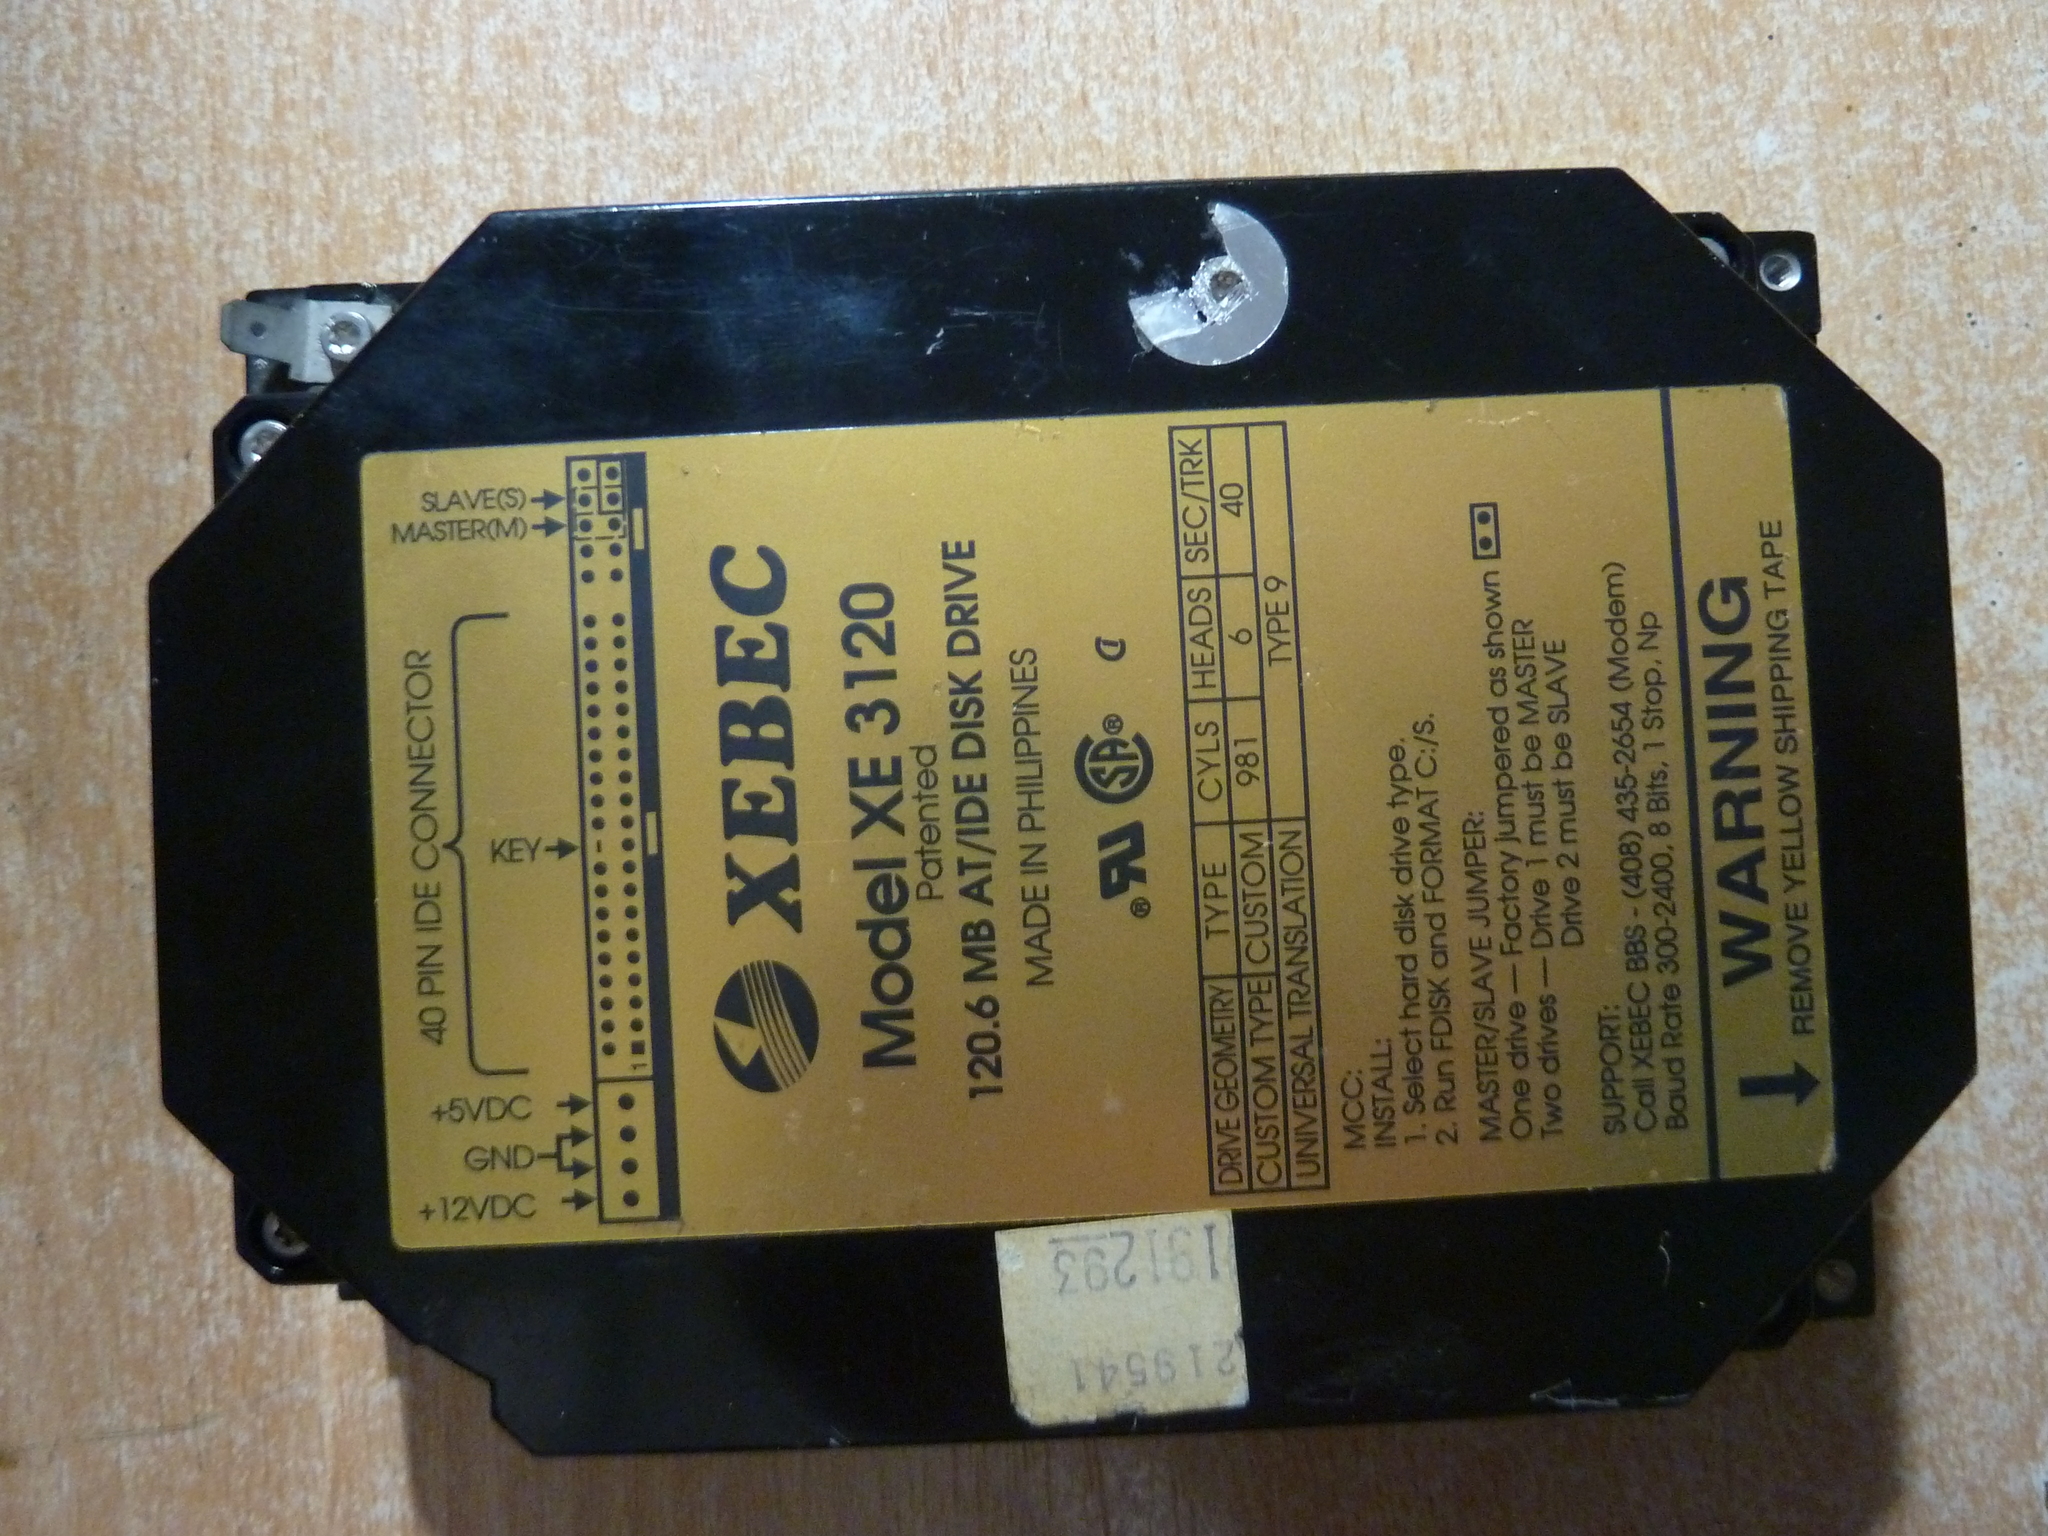 SLAVE(S)
MASTER(M)
40 PIN IDE CONNECTOR
KEY
+5VDC
GND
+12VDC
1
XEBEC
Model XE 3120
Patented
120.6 MB AT/IDE DISK DRIVE
MADE IN PHILIPPINES
SA
DRIVE GEOMETRY TYPE CYLS HEADS SEC/TRK
CUSTOM TYPE CUSTOM 981 6 40
UNIVERSAL TRANSLATION TYPE 9
MCC:
INSTALL:
1. Select hard disk drive type.
2. Run FDISK and FORMAT C:/s.
MASTER/SLAVE JUMPER:
One drive — Factory jumpered as shown
Two drives — Drive 1 must be MASTER
Drive 2 must be SLAVE
SUPPORT:
Call XEBEC BBS - (408) 435-2654 (Modem)
Baud Rate 300-2400, 8 Bits, 1 Stop, Np
WARNING
REMOVE YELLOW SHIPPING TAPE
219541
191293